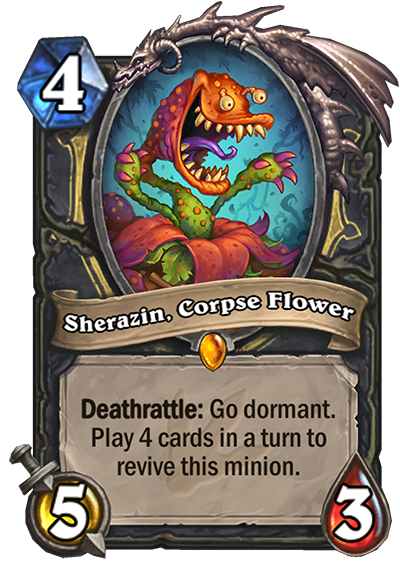 4
Sherazin, Corpse Flower
Deathrattle: Go dormant.
Play 4 cards in a turn to
revive this minion.
5
3